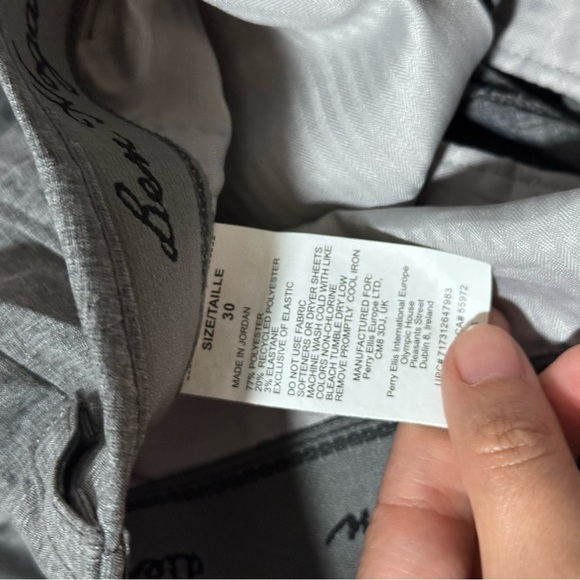 Ben Hogan
SIZE/TAILLE
30
MADE IN JORDAN
77% POLYESTER
20% RECYCLED POLYESTER
3% ELASTANE
EXCLUSIVE OF ELASTIC
DO NOT USE FABRIC
SOFTENERS OR DRYER SHEETS
MACHINE WASH COLD WITH LIKE
COLORS NON-CHLORINE
BLEACH TUMBLE DRY LOW
REMOVE PROMPTLY COOL IRON
MANUFACTURED FOR:
Perry Ellis Europe LTD,
CM8 3DJ, UK
Perry Ellis International Europe
Olympic House
Pleasants Street
Dublin 8, Ireland
UPC# 717312647983
CA# 55972